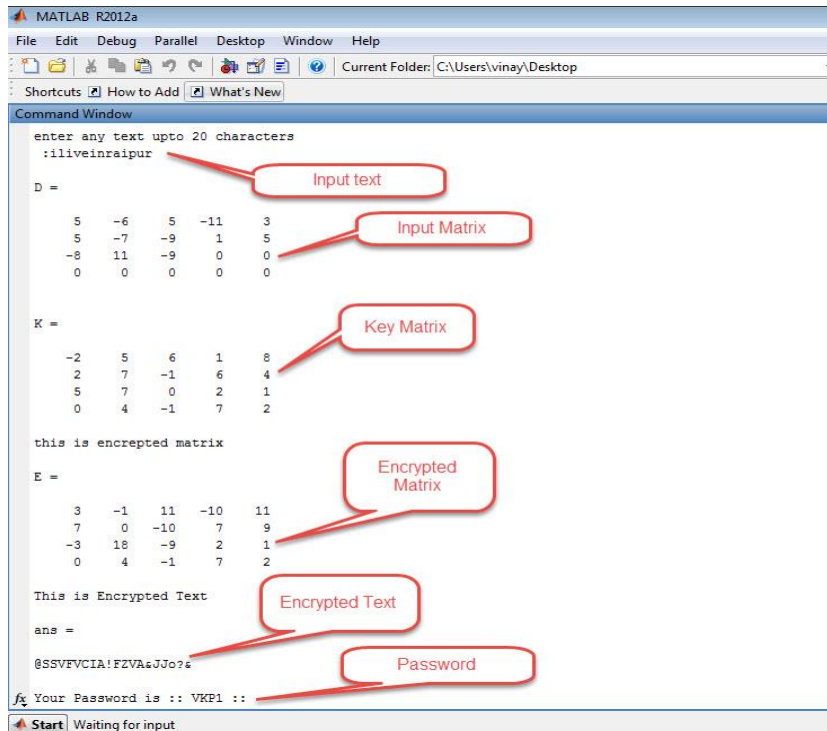 MATLAB R2012a
File Edit Debug Parallel Desktop Window Help
Current Folder: C:\Users\vinay\Desktop
Shortcuts How to Add What's New
Command Window
enter any text upto 20 characters
:iliveinraipur
Input text
D =
5 -6 5 -11 3
Input Matrix
5 -7 -9 1 5
-8 11 -9 0 0
0 0 0 0 0
K =
Key Matrix
-2 5 6 1 8
2 7 -1 6 4
5 7 0 2 1
0 4 -1 7 2
this is encrepted matrix
E =
Encrypted
Matrix
3 -1 11 -10 11
7 0 -10 7 9
-3 18 -9 2 1
0 4 -1 7 2
This is Encrypted Text
Encrypted Text
ans =
@SSVFVCIA!FZVA&JJo?&
Password
fx Your Password is :: VKP1 ::
Start Waiting for input